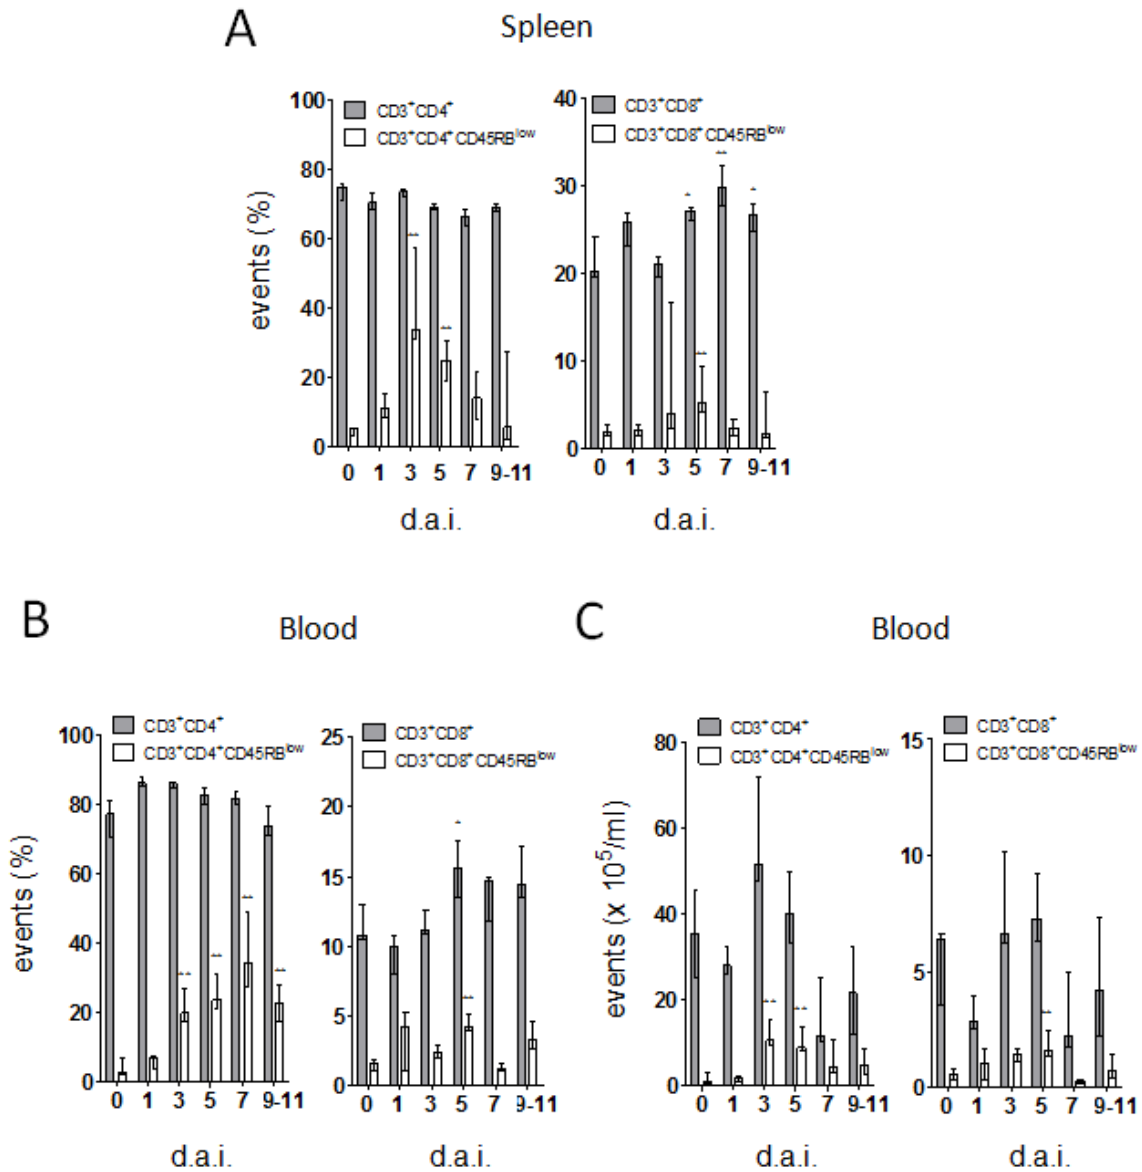 A
Spleen
CD3+CD4+
CD3+CD4+CD45RBlow
events (%)
100
80
60
40
20
0
**
**
0 1 3 5 7 9-11
d.a.i.
CD3+CD8+
CD3+CD8+CD45RBlow
40
30
20
10
0
*
**
**
*
0 1 3 5 7 9-11
d.a.i.
B
Blood
CD3+CD4+
CD3+CD4+CD45RBlow
events (%)
100
80
60
40
20
0
**
**
**
**
0 1 3 5 7 9-11
d.a.i.
CD3+CD8+
CD3+CD8+CD45RBlow
25
20
15
10
5
0
*
**
0 1 3 5 7 9-11
d.a.i.
C
Blood
CD3+CD4+
CD3+CD4+CD45RBlow
events (x 10^5/ml)
80
60
40
20
0
**
**
0 1 3 5 7 9-11
d.a.i.
CD3+CD8+
CD3+CD8+CD45RBlow
15
10
5
0
**
0 1 3 5 7 9-11
d.a.i.